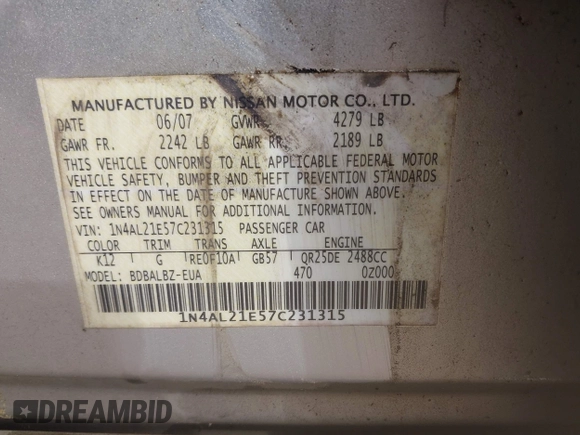 MANUFACTURED BY NISSAN MOTOR CO., LTD.
DATE 06/07 GVWR 4279 LB
GAWR FR. 2242 LB GAWR RR. 2189 LB
THIS VEHICLE CONFORMS TO ALL APPLICABLE FEDERAL MOTOR
VEHICLE SAFETY, BUMPER AND THEFT PREVENTION STANDARDS
IN EFFECT ON THE DATE OF MANUFACTURE SHOWN ABOVE.
SEE OWNERS MANUAL FOR ADDITIONAL INFORMATION.
VIN: 1N4AL21E57C231315 PASSENGER CAR
COLOR TRIM TRANS AXLE ENGINE
K12 G RE0F10A GB57 QR25DE 2488CC
MODEL: BDBALBZ-EUA 470 0Z000
1N4AL21E57C231315
DREAMBID